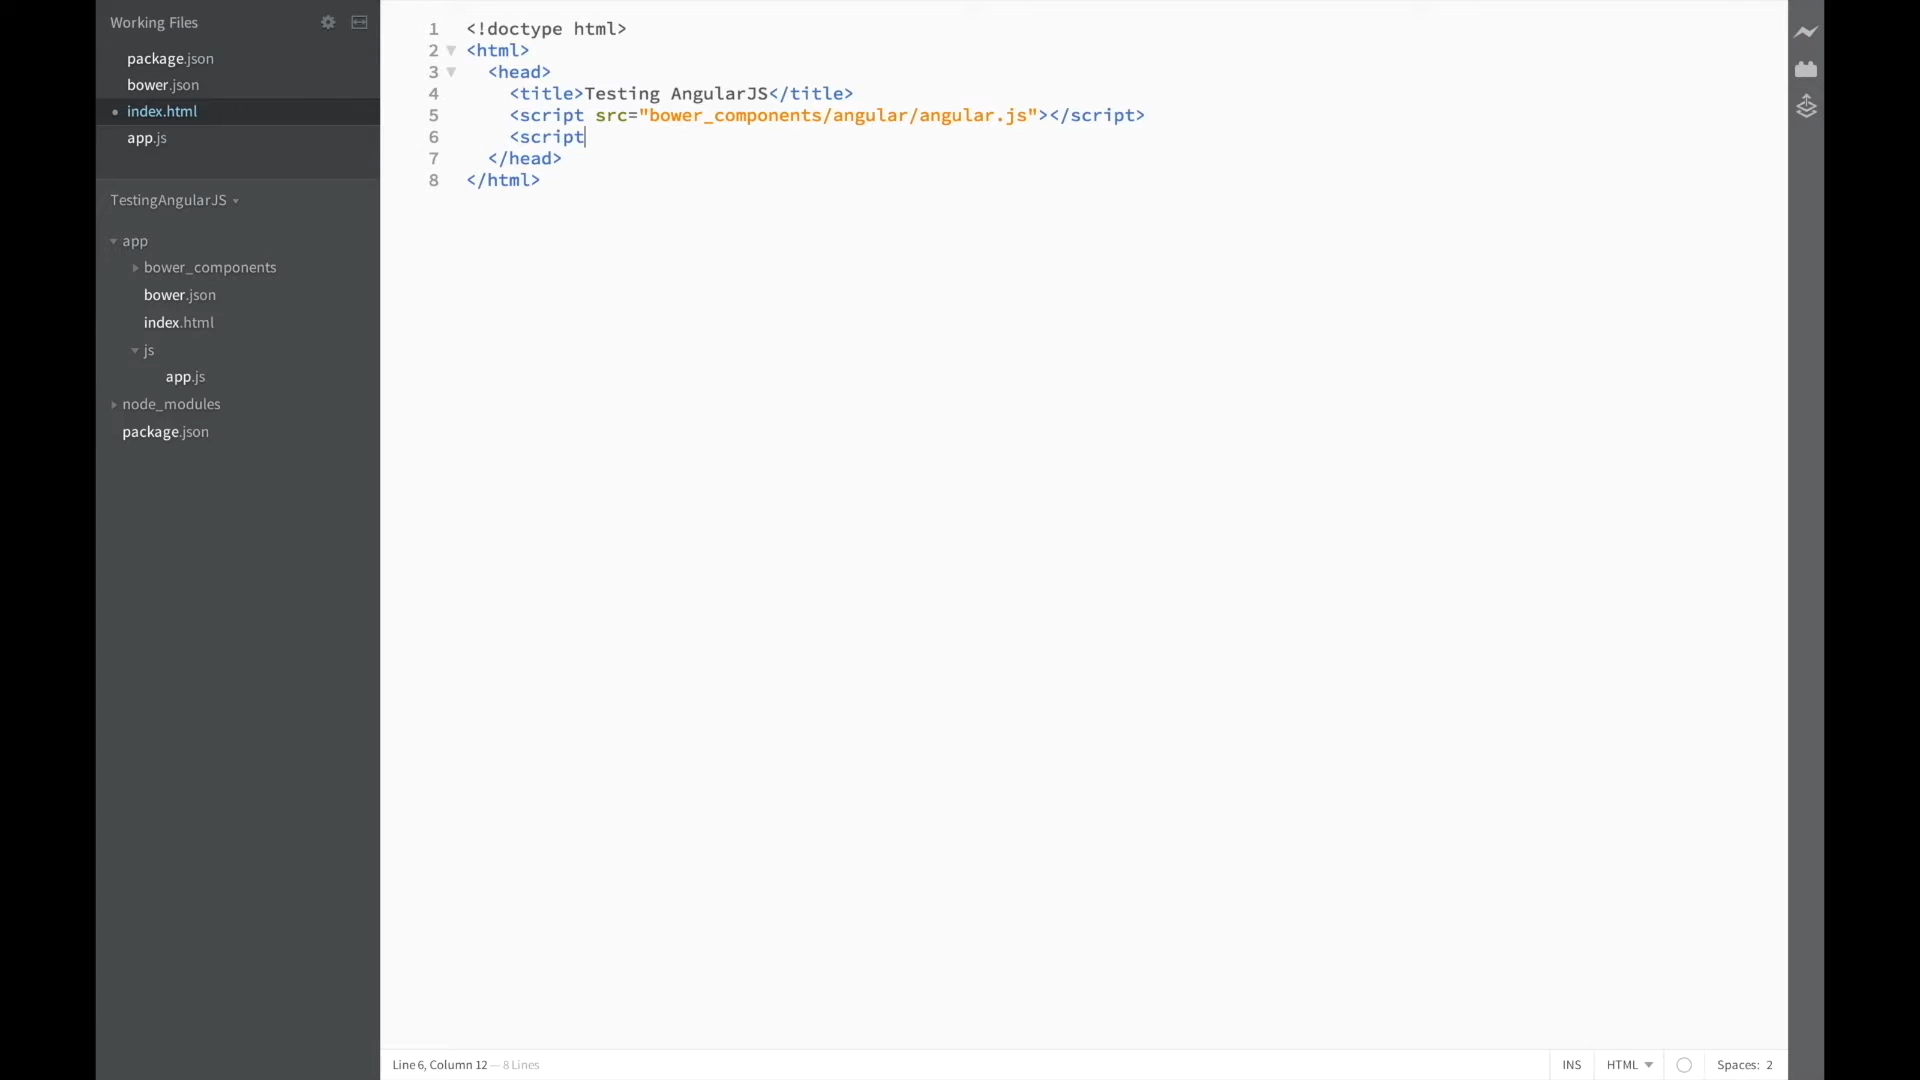 Working Files
package.json
bower.json
index.html
app.js
TestingAngularJS
app
bower_components
bower.json
index.html
js
app.js
node_modules
package.json
1 <!doctype html>
2 <html>
3 <head>
4 <title>Testing AngularJS</title>
5 <script src="bower_components/angular/angular.js"></script>
6 <script
7 </head>
8 </html>
Line 6, Column 12 — 8 Lines
INS HTML Spaces: 2